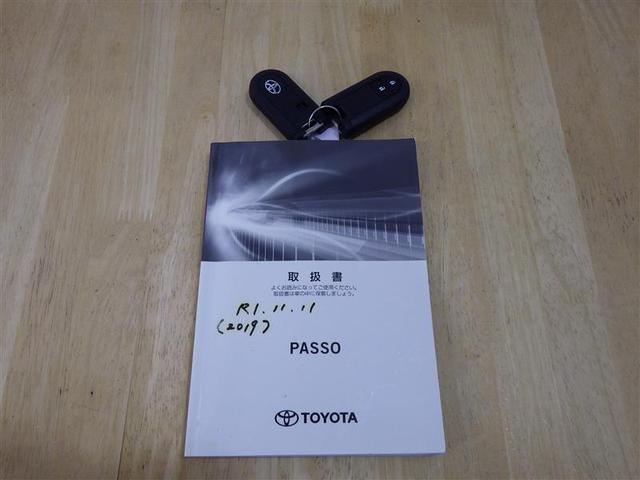 取扱書
よくお読みになってご使用ください。
取扱書は車の中に保管しましょう。
R1.11.11
(2019)
PASSO
TOYOTA